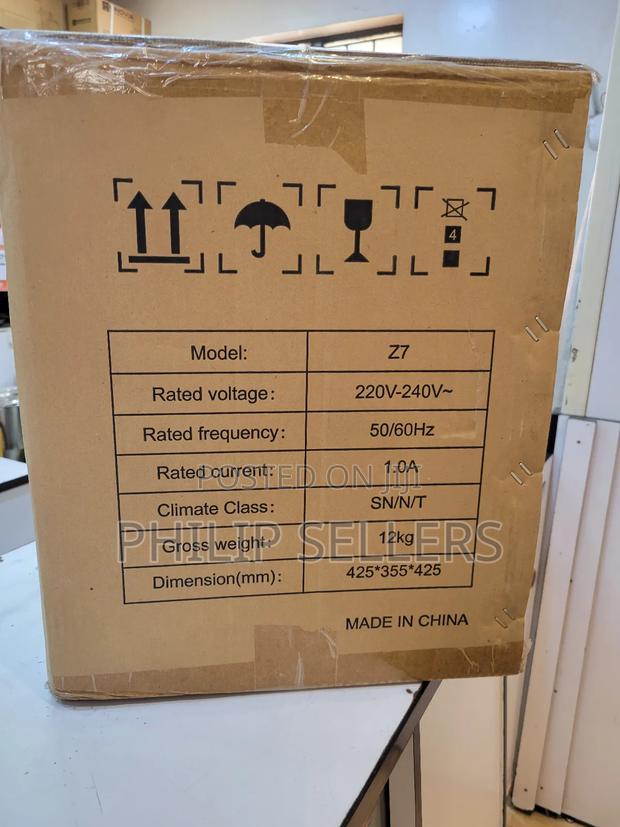 4
Model: Z7
Rated voltage: 220V-240V~
Rated frequency: 50/60Hz
Rated current: 1.0A
POSTED ON JIJI
Climate Class: SN/N/T
PHILIP SELLERS
Gross weight: 12kg
Dimension(mm): 425*355*425
MADE IN CHINA